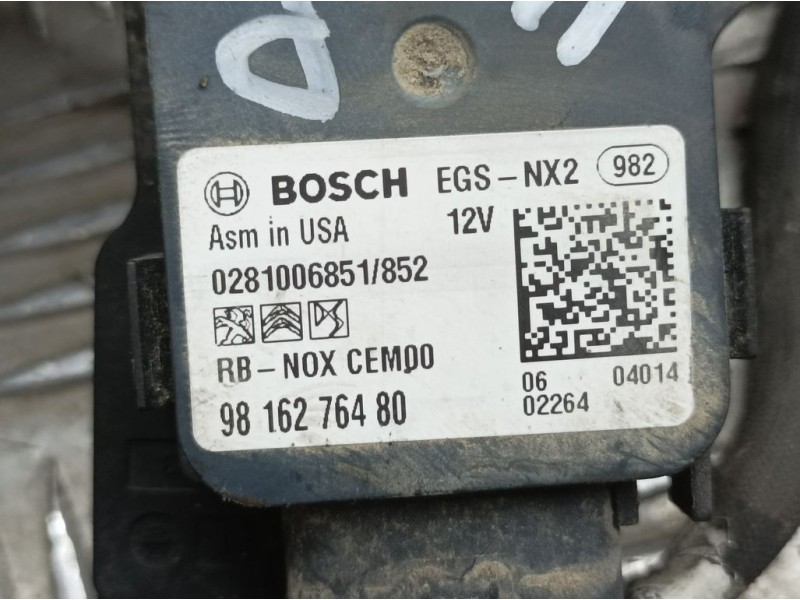 BOSCH EGS-NX2 982
Asm in USA 12V
0281006851/852
RB-NOX CEM00
98 162 764 80
06 04014
02264